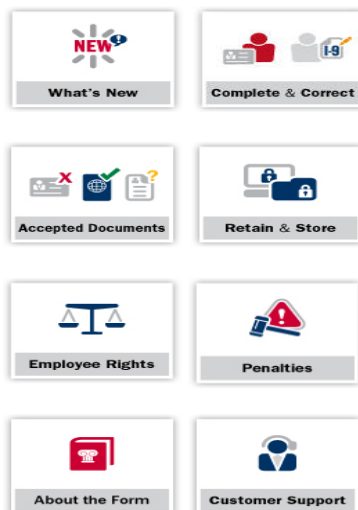 NEW!
What's New
I-9
Complete & Correct
?
Accepted Documents
Retain & Store
Employee Rights
!
Penalties
About the Form
Customer Support